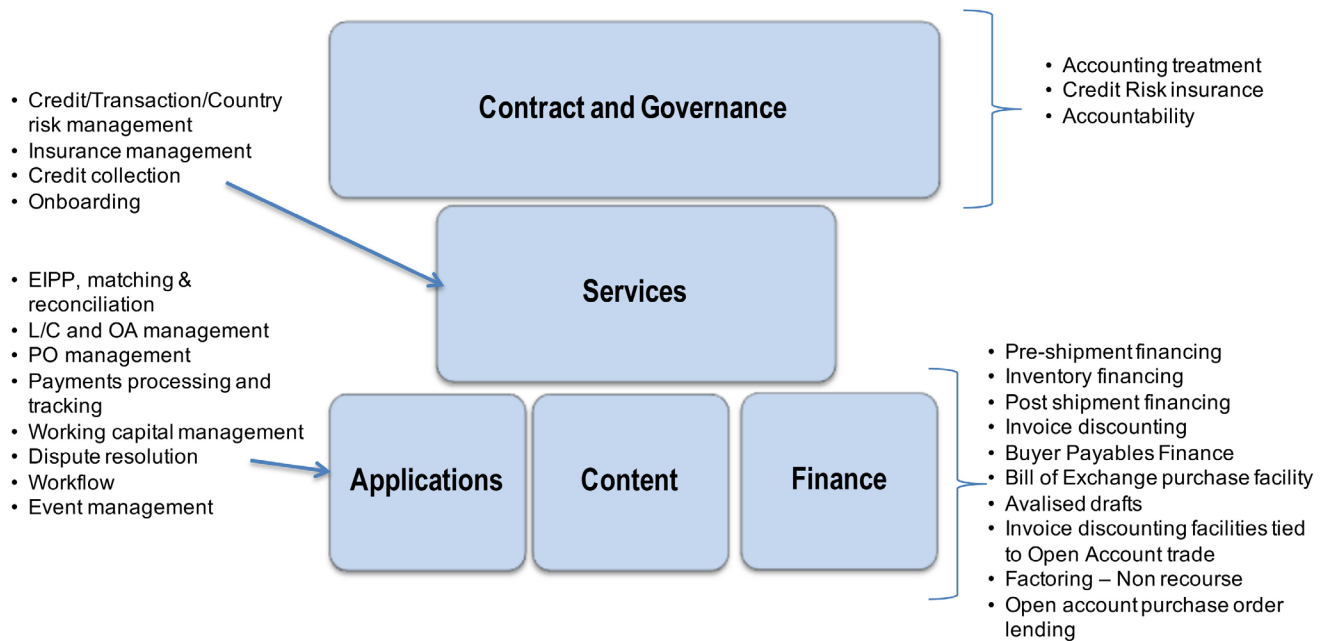 Contract and Governance
• Accounting treatment
• Credit Risk insurance
• Accountability
• Credit/Transaction/Country
risk management
• Insurance management
• Credit collection
• Onboarding
Services
• EIPP, matching &
reconciliation
• L/C and OA management
• PO management
• Payments processing and
tracking
• Working capital management
• Dispute resolution
• Workflow
• Event management
Applications
Content
Finance
• Pre-shipment financing
• Inventory financing
• Post shipment financing
• Invoice discounting
• Buyer Payables Finance
• Bill of Exchange purchase facility
• Avalised drafts
• Invoice discounting facilities tied
to Open Account trade
• Factoring – Non recourse
• Open account purchase order
lending